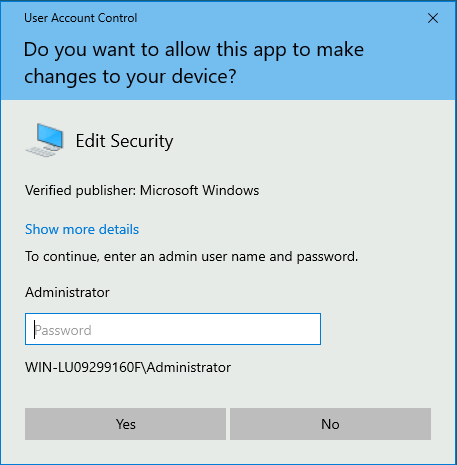 User Account Control
Do you want to allow this app to make
changes to your device?
Edit Security
Verified publisher: Microsoft Windows
Show more details
To continue, enter an admin user name and password.
Administrator
Password
WIN-LU09299160F\Administrator
Yes
No